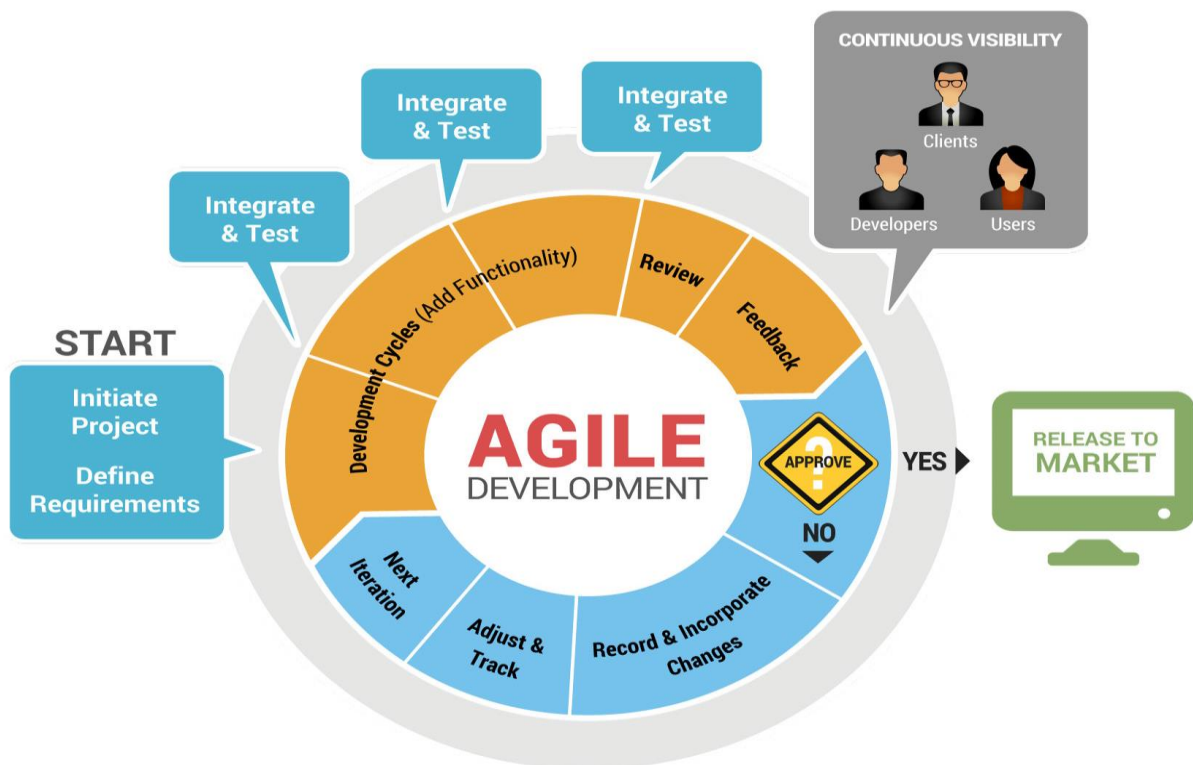 START
Initiate
Project
Define
Requirements
Integrate
& Test
Integrate
& Test
Integrate
& Test
CONTINUOUS VISIBILITY
Clients
Developers
Users
Development Cycles (Add Functionality)
Review
Feedback
?
APPROVE
YES
NO
RELEASE TO
MARKET
Record & Incorporate
Changes
Adjust &
Track
Next
Iteration
AGILE
DEVELOPMENT